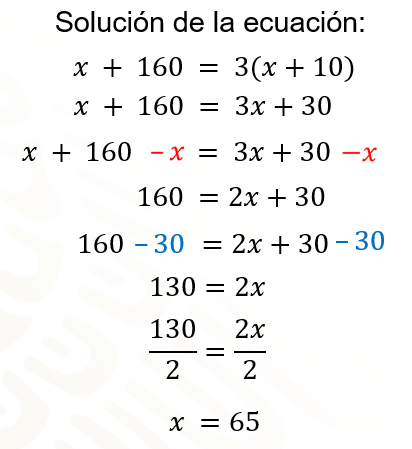 Solución de la ecuación:
x + 160 = 3(x + 10)
x + 160 = 3x + 30
x + 160 – x = 3x + 30 – x
160 = 2x + 30
160 – 30 = 2x + 30 – 30
130 = 2x
130/2 = 2x/2
x = 65